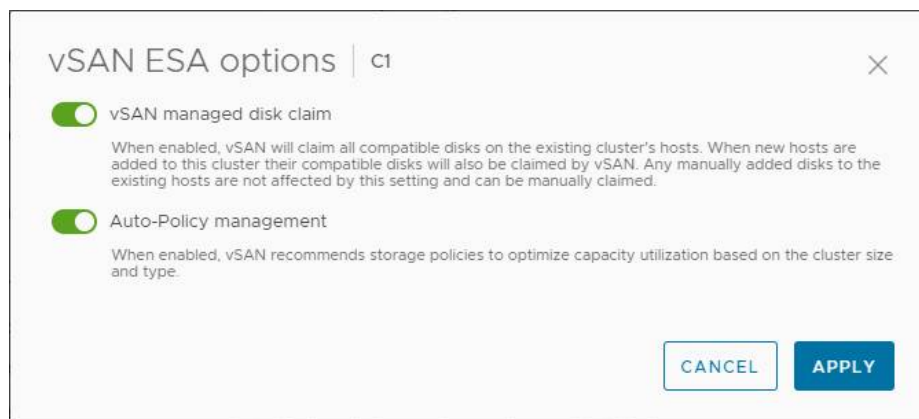 vSAN ESA options | C1
vSAN managed disk claim
When enabled, vSAN will claim all compatible disks on the existing cluster's hosts. When new hosts are
added to this cluster their compatible disks will also be claimed by vSAN. Any manually added disks to the
existing hosts are not affected by this setting and can be manually claimed.
Auto-Policy management
When enabled, vSAN recommends storage policies to optimize capacity utilization based on the cluster size
and type.
CANCEL APPLY